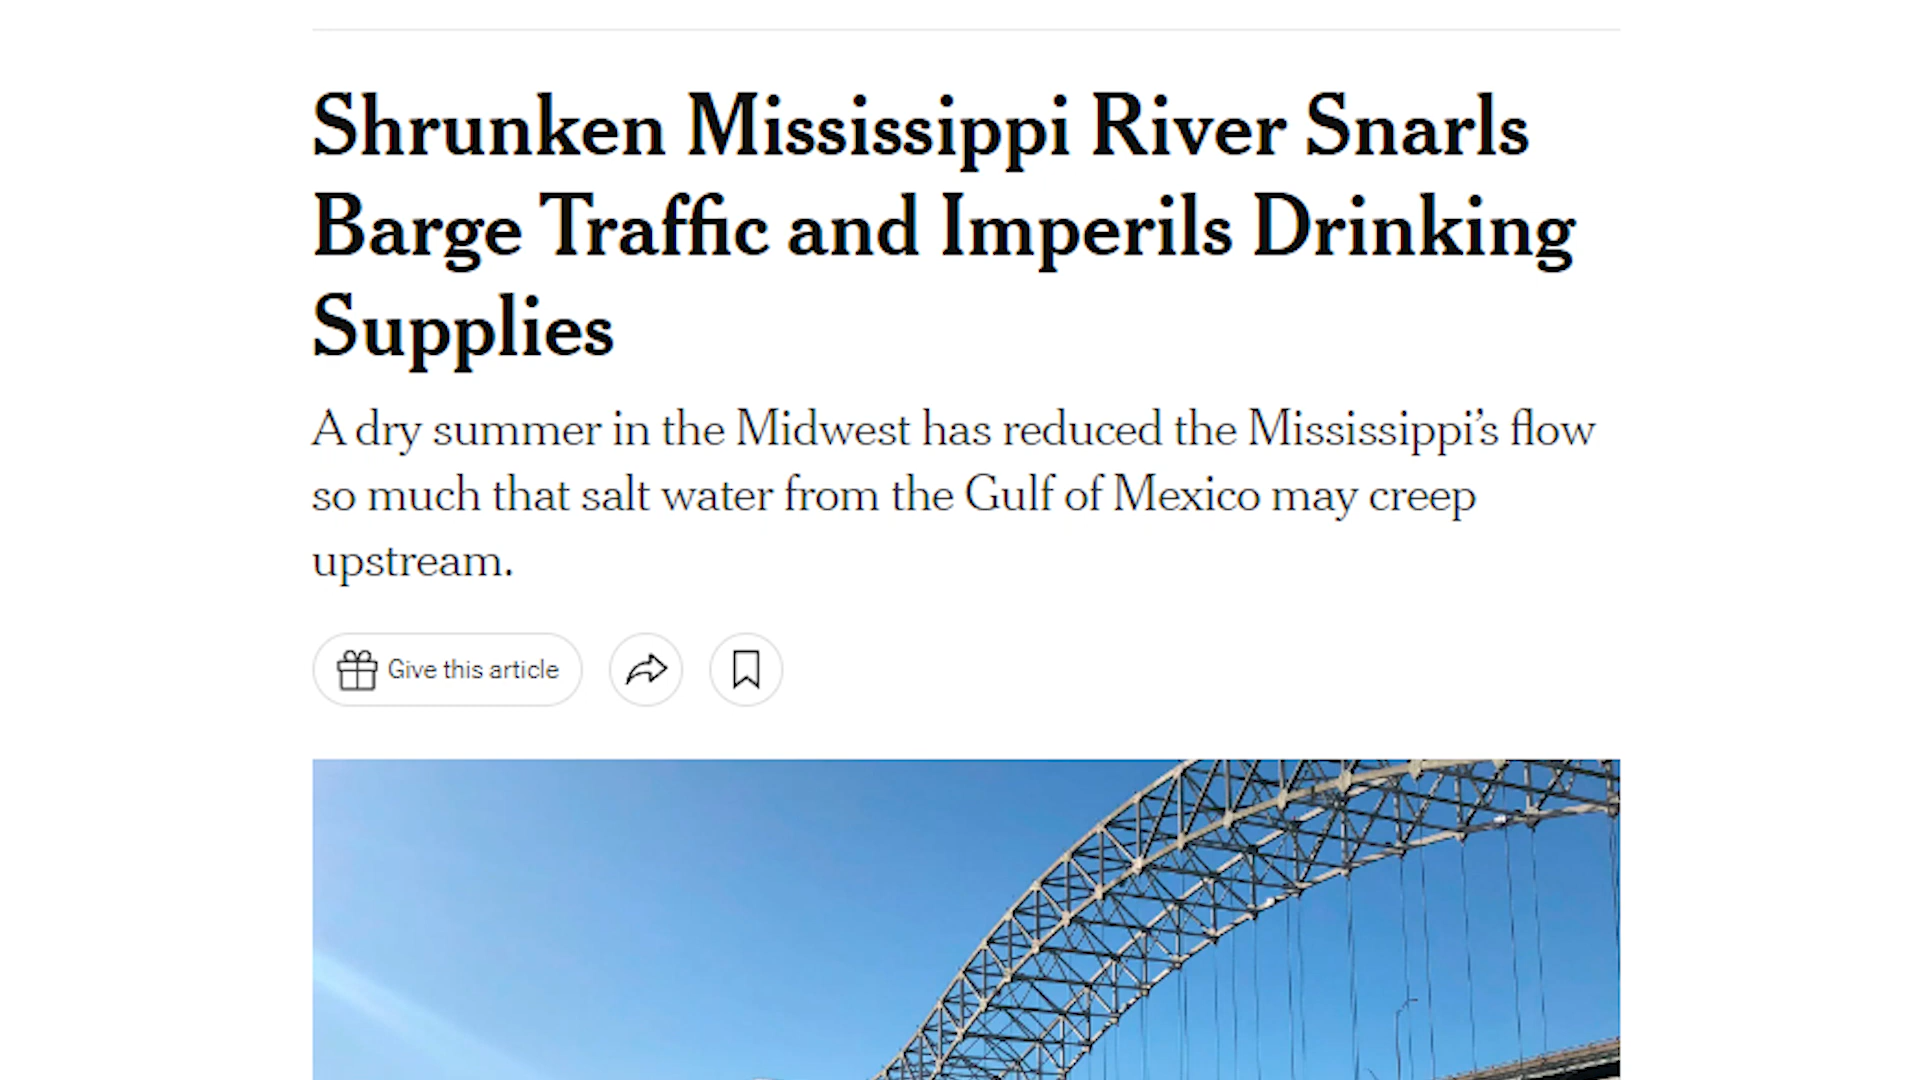 Shrunken Mississippi River Snarls
Barge Traffic and Imperils Drinking
Supplies
A dry summer in the Midwest has reduced the Mississippi’s flow
so much that salt water from the Gulf of Mexico may creep
upstream.
Give this article